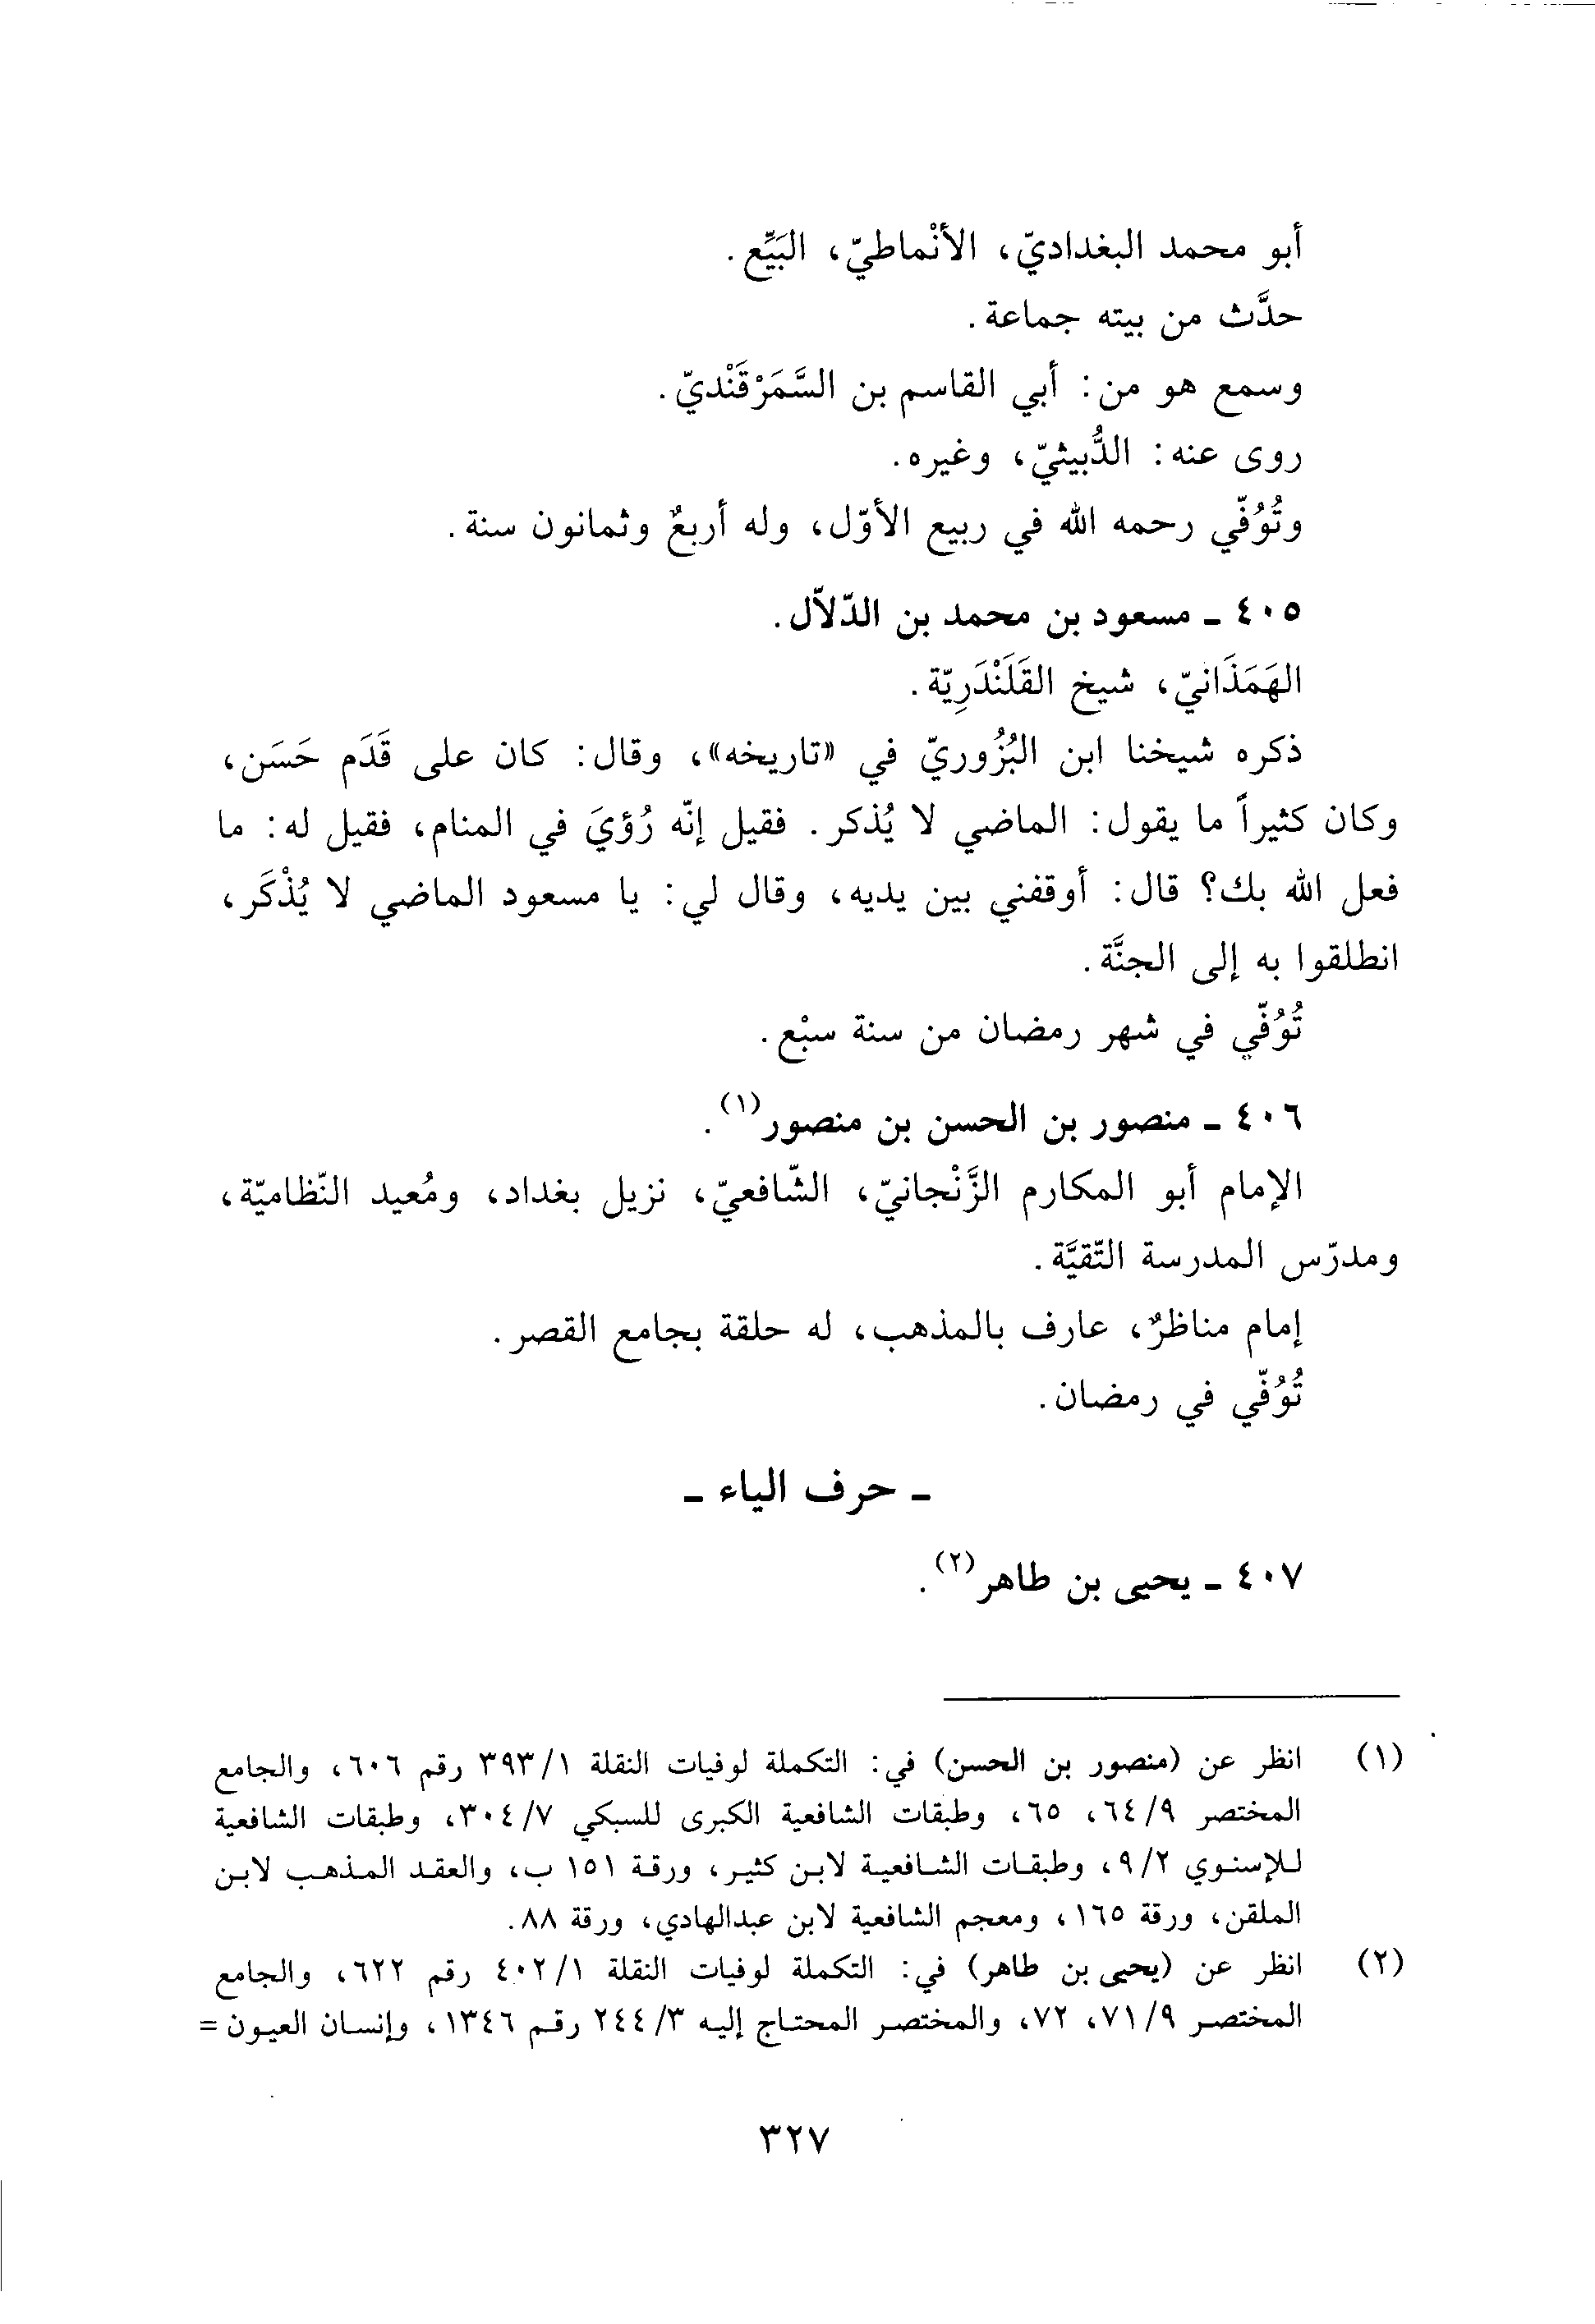 أبو محمد البغداديّ، الأنْماطيّ، البَيِّع.
حدَّث من بيته جماعة.
وسمع هو من: أبي القاسم بن السَّمَرْقَنْديّ.
روى عنه: الدُّبيثيّ، وغيره.
وتُوُفّي رحمه الله في ربيع الأوّل، وله أربعٌ وثمانون سنة.
٤٠٥ ـ مسعود بن محمد بن الدّلاّل.
الهَمَذَانيّ، شيخ القَلَنْدَرِيّة.
ذكره شيخنا ابن البُزُوريّ في «تاريخه»، وقال: كان على قَدَم حَسَن،
وكان كثيراً ما يقول: الماضي لا يُذكر. فقيل إنّه رُؤيَ في المنام، فقيل له: ما
فعل الله بك؟ قال: أوقفني بين يديه، وقال لي: يا مسعود الماضي لا يُذْكَر،
انطلقوا به إلى الجنَّة.
تُوُفّي في شهر رمضان من سنة سبْع.
٤٠٦ ـ منصور بن الحسن بن منصور(١).
الإمام أبو المكارم الزَّنْجانيّ، الشّافعيّ، نزيل بغداد، ومُعيد النّظاميّة،
ومدرّس المدرسة التّقيَّة.
إمام مناظرٌ، عارف بالمذهب، له حلقة بجامع القصر.
تُوُفّي في رمضان.
ـ حرف الياء ـ
٤٠٧ ـ يحيى بن طاهر(٢).
(١) انظر عن (منصور بن الحسن) في: التكملة لوفيات النقلة ٣٩٣/١ رقم ٦٠٦، والجامع
المختصر ٦٤/٩، ٦٥، وطبقات الشافعية الكبرى للسبكي ٣٠٤/٧، وطبقات الشافعية
للإسنوي ٩/٢، وطبقات الشافعية لابن كثير، ورقة ١٥١ ب، والعقد المذهب لابن
الملقن، ورقة ١٦٥، ومعجم الشافعية لابن عبدالهادي، ورقة ٨٨.
(٢) انظر عن (يحيى بن طاهر) في: التكملة لوفيات النقلة ٤٠٢/١ رقم ٦٢٢، والجامع
المختصر ٧١/٩، ٧٢، والمختصر المحتاج إليه ٢٤٤/٣ رقم ١٣٤٦، وإنسان العيون =
٣٢٧